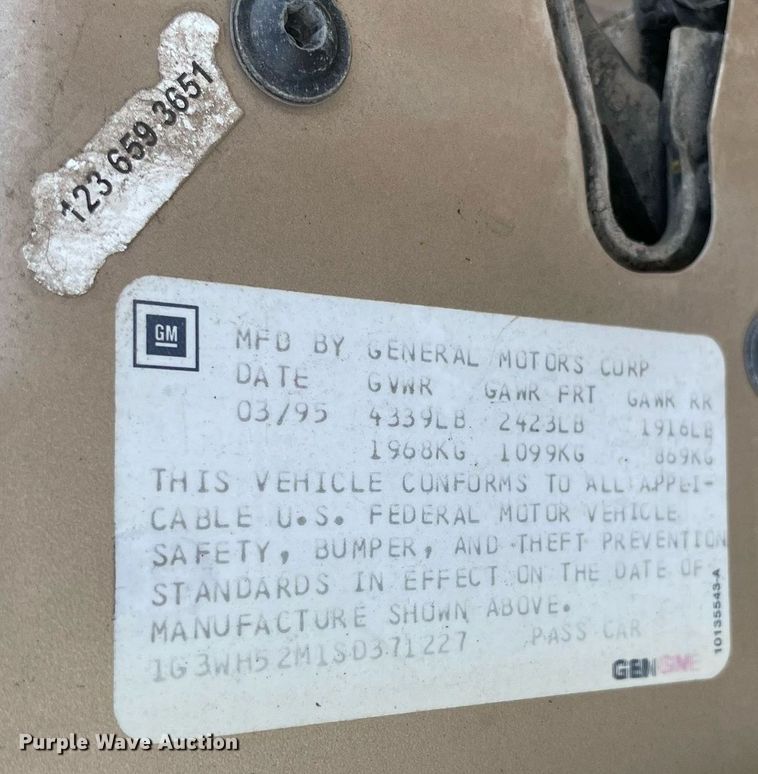 123 659 3651
GM
MFD BY GENERAL MOTORS CORP
DATE GVWR GAWR FRT GAWR RR
03/95 4339LB 2423LB 1916LB
1968KG 1099KG 869KG
THIS VEHICLE CONFORMS TO ALL APPLI-
CABLE U.S. FEDERAL MOTOR VEHICLE
SAFETY, BUMPER, AND THEFT PREVENTION
STANDARDS IN EFFECT ON THE DATE OF
MANUFACTURE SHOWN ABOVE.
1G3WH52M1SD371227 PASS CAR
10135543-A
Purple Wave Auction